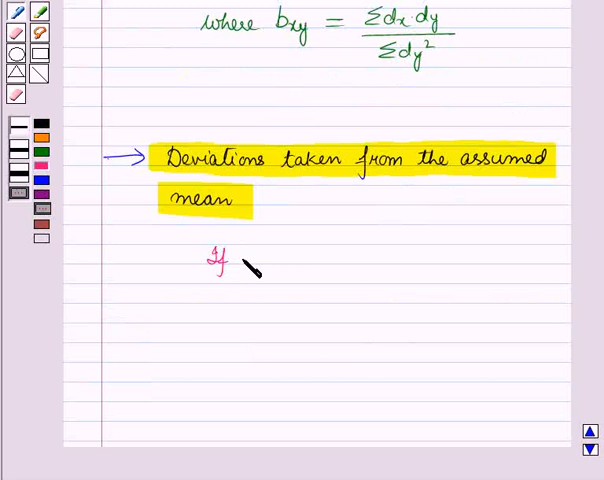 where bxy = Σdx·dy / Σdy²
→ Deviations taken from the assumed
mean
If